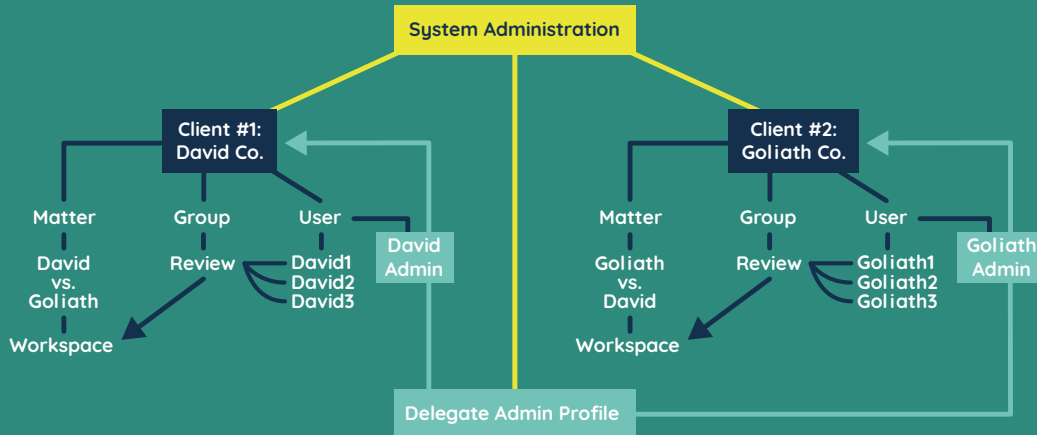 System Administration
Client #1:
David Co.
Matter
Group
User
David
Admin
David
vs.
Goliath
Review
David1
David2
David3
Workspace
Client #2:
Goliath Co.
Matter
Group
User
Goliath
Admin
Goliath
vs.
David
Review
Goliath1
Goliath2
Goliath3
Workspace
Delegate Admin Profile